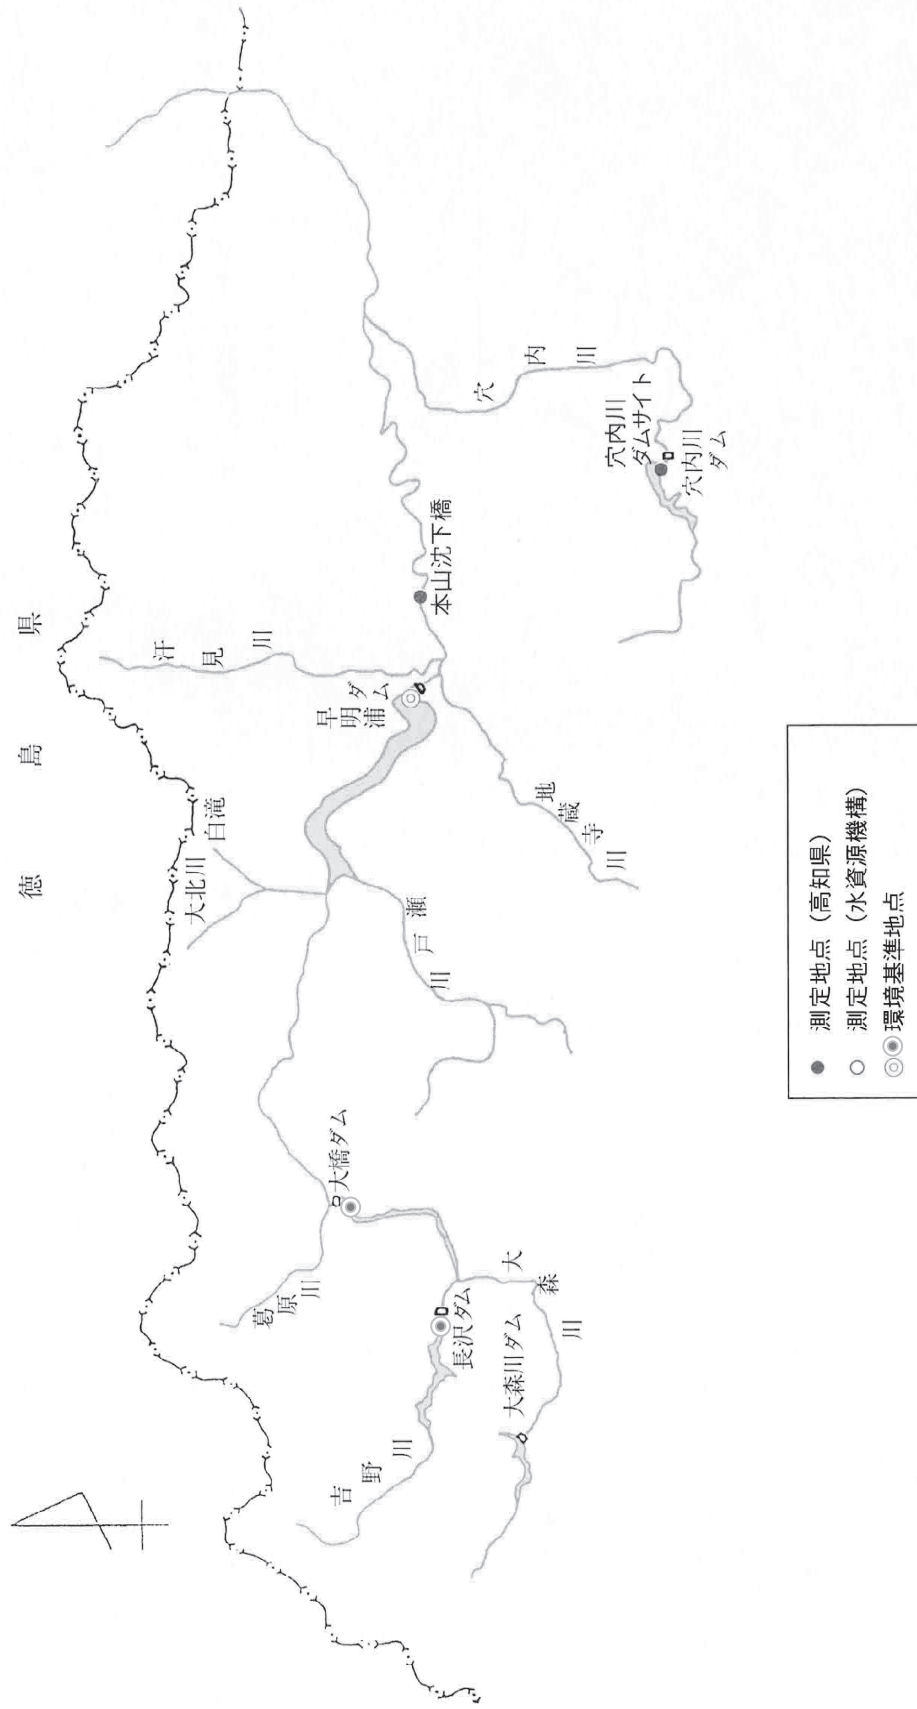 徳島県
白滝
大北川
汗見川
早明浦
ダム
本山沈下橋
瀬戸川
地蔵寺川
穴内川
穴内川
ダムサイト
穴内川
ダム
大橋ダム
葛原川
長沢ダム
吉野川
大森川ダム
大森川
● 測定地点（高知県）
○ 測定地点（水資源機構）
◎◉環境基準地点